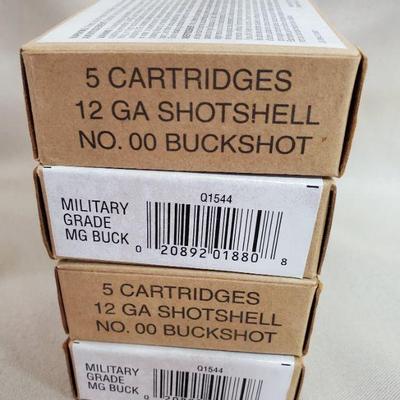 5 CARTRIDGES
12 GA SHOTSHELL
NO. 00 BUCKSHOT
MILITARY
GRADE
MG BUCK
Q1544
0 20892 01880 8
5 CARTRIDGES
12 GA SHOTSHELL
NO. 00 BUCKSHOT
MILITARY
GRADE
MG BUCK
Q1544